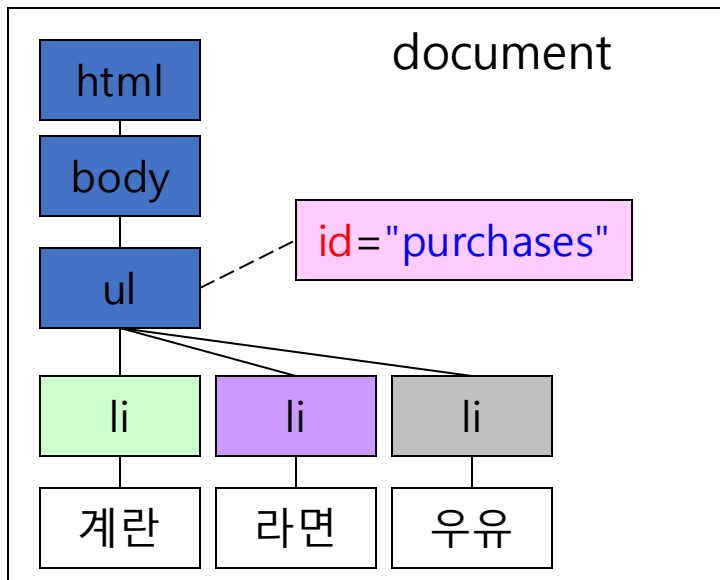 document
html
body
id="purchases"
ul
li li li
계란 라면 우유